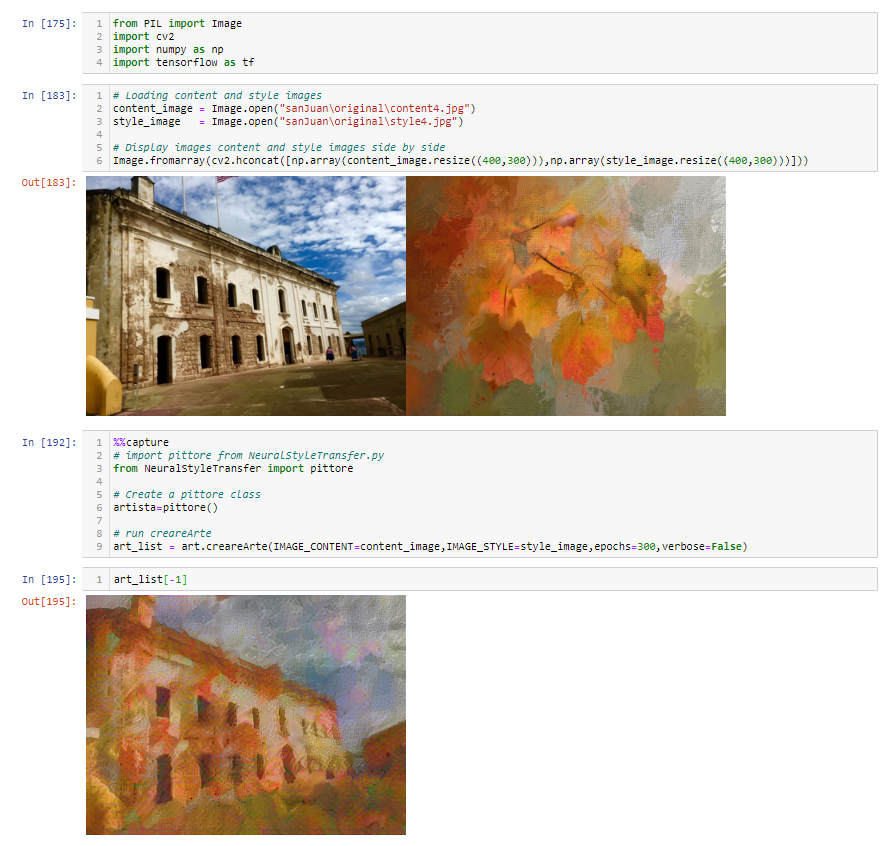 In [175]:
1 from PIL import Image
2 import cv2
3 import numpy as np
4 import tensorflow as tf
In [183]:
1 # Loading content and style images
2 content_image = Image.open("sanJuan\original\content4.jpg")
3 style_image   = Image.open("sanJuan\original\style4.jpg")
4
5 # Display images content and style images side by side
6 Image.fromarray(cv2.hconcat([np.array(content_image.resize((400,300))),np.array(style_image.resize((400,300)))]))
Out[183]:
In [192]:
1 %%capture
2 # import pittore from NeuralStyleTransfer.py
3 from NeuralStyleTransfer import pittore
4
5 # Create a pittore class
6 artista=pittore()
7
8 # run creareArte
9 art_list = art.creareArte(IMAGE_CONTENT=content_image,IMAGE_STYLE=style_image,epochs=300,verbose=False)
In [195]:
1 art_list[-1]
Out[195]: